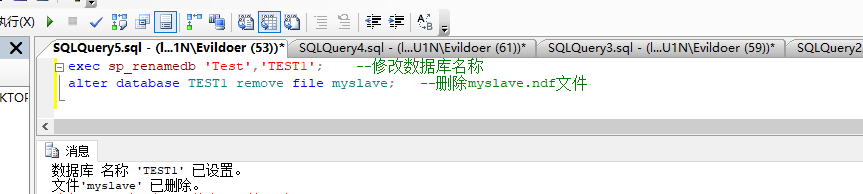 执行(X)
SQLQuery5.sql - (l...1N\Evildoer (53))* SQLQuery4.sql - (l...U1N\Evildoer (61))* SQLQuery3.sql - (l...U1N\Evildoer (59))* SQLQuery2
exec sp_renamedb 'Test','TEST1'; --修改数据库名称
KTOP
alter database TEST1 remove file myslave; --删除myslave.ndf文件
消息
数据库 名称 'TEST1' 已设置。
文件'myslave' 已删除。